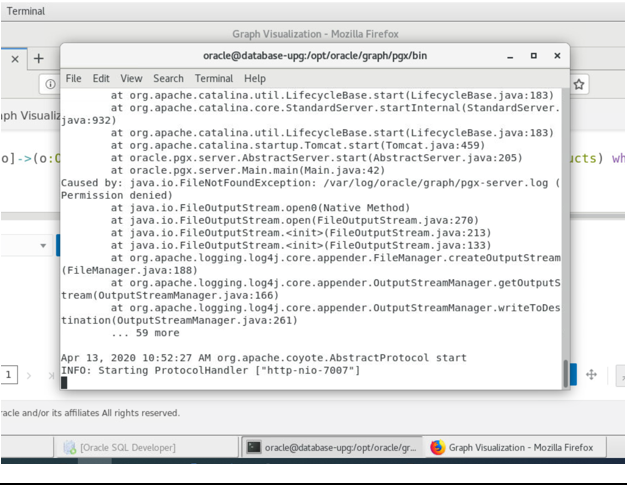 Terminal
Graph Visualization - Mozilla Firefox
oracle@database-upg:/opt/oracle/graph/pgx/bin
File Edit View Search Terminal Help
aph Visualiz
at org.apache.catalina.util.LifecycleBase.start(LifecycleBase.java:183)
at org.apache.catalina.core.StandardServer.startInternal(StandardServer.
java:932)
at org.apache.catalina.util.LifecycleBase.start(LifecycleBase.java:183)
at org.apache.catalina.startup.Tomcat.start(Tomcat.java:459)
o]->(o:O
at oracle.pgx.server.AbstractServer.start(AbstractServer.java:205)
ucts) wh
at oracle.pgx.server.Main.main(Main.java:42)
Caused by: java.io.FileNotFoundException: /var/log/oracle/graph/pgx-server.log (
Permission denied)
at java.io.FileOutputStream.open0(Native Method)
at java.io.FileOutputStream.open(FileOutputStream.java:270)
at java.io.FileOutputStream.<init>(FileOutputStream.java:213)
at java.io.FileOutputStream.<init>(FileOutputStream.java:133)
at org.apache.logging.log4j.core.appender.FileManager.createOutputStream
(FileManager.java:188)
at org.apache.logging.log4j.core.appender.OutputStreamManager.getOutputS
tream(OutputStreamManager.java:166)
at org.apache.logging.log4j.core.appender.OutputStreamManager.writeToDes
tination(OutputStreamManager.java:261)
... 59 more
Apr 13, 2020 10:52:27 AM org.apache.coyote.AbstractProtocol start
INFO: Starting ProtocolHandler ["http-nio-7007"]
1
racle and/or its affiliates All rights reserved.
[Oracle SQL Developer]
oracle@database-upg:/opt/oracle/gr...
Graph Visualization - Mozilla Firefox